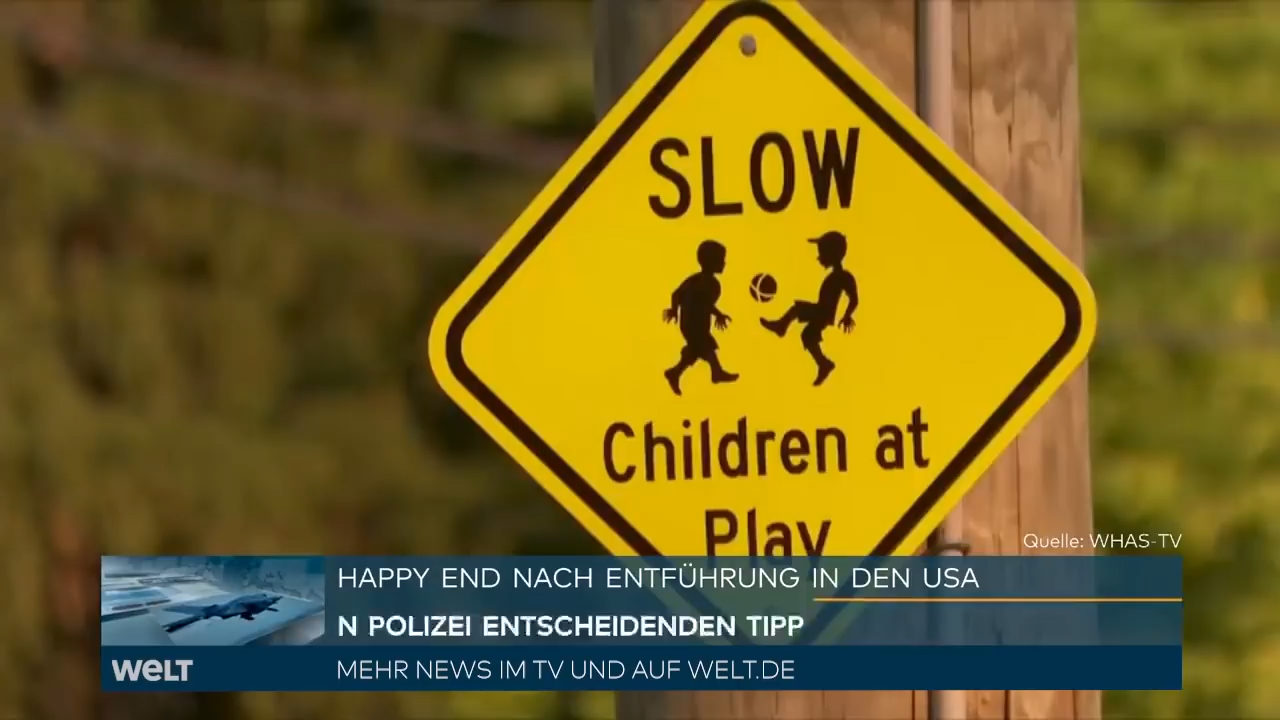 SLOW
Children at
Play
Quelle: WHAS-TV
HAPPY END NACH ENTFÜHRUNG IN DEN USA
N POLIZEI ENTSCHEIDENDEN TIPP
WELT
MEHR NEWS IM TV UND AUF WELT.DE